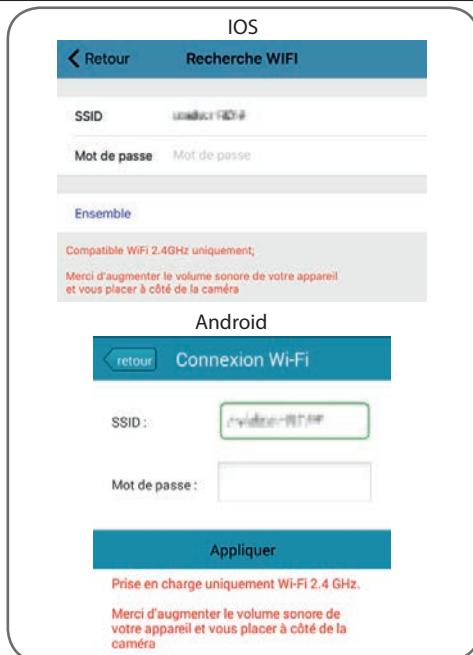 IOS
Retour Recherche WIFI
SSID
Mot de passe Mot de passe
Ensemble
Compatible WiFi 2.4GHz uniquement;
Merci d'augmenter le volume sonore de votre appareil
et vous placer à côté de la caméra
Android
retour Connexion Wi-Fi
SSID :
Mot de passe :
Appliquer
Prise en charge uniquement Wi-Fi 2.4 GHz.
Merci d'augmenter le volume sonore de
votre appareil et vous placer à côté de la
caméra